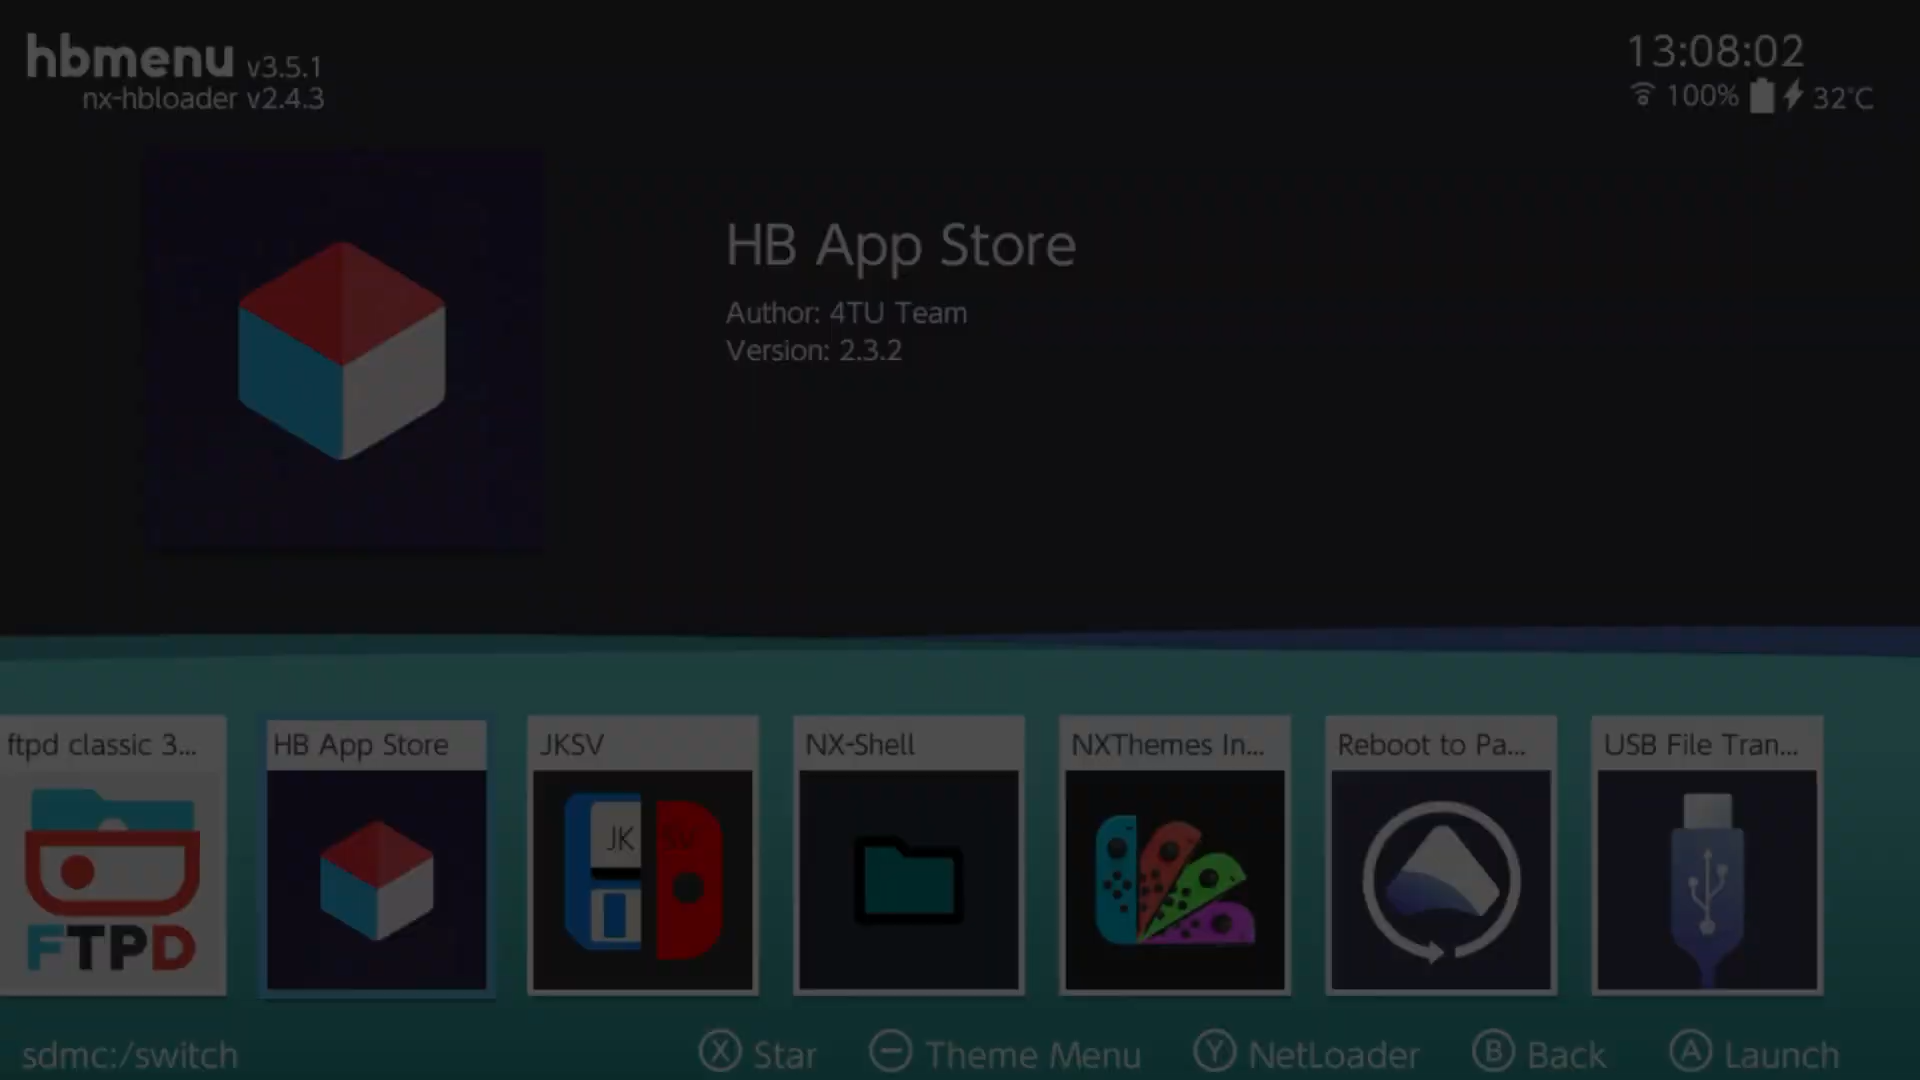 hbmenu v3.5.1
nx-hbloader v2.4.3
13:08:02
100% 32°C
HB App Store
Author: 4TU Team
Version: 2.3.2
ftpd classic 3...
HB App Store
JKSV
NX-Shell
NXThemes In...
Reboot to Pa...
USB File Tran...
FTPD
JK SV
sdmc:/switch
X Star
Theme Menu
Y NetLoader
B Back
A Launch